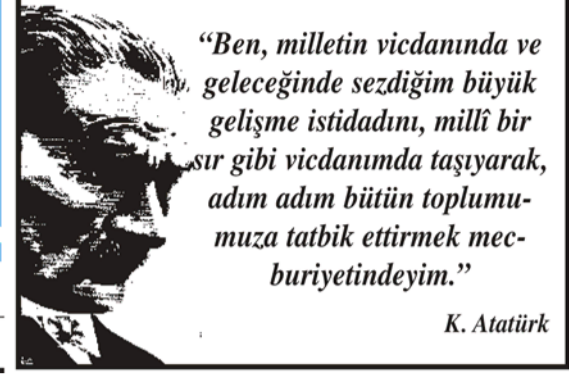 “Ben, milletin vicdanında ve
geleceğinde sezdiğim büyük
gelişme istidadını, millî bir
sır gibi vicdanımda taşıyarak,
adım adım bütün toplumu-
muza tatbik ettirmek mec-
buriyetindeyim.”
K. Atatürk